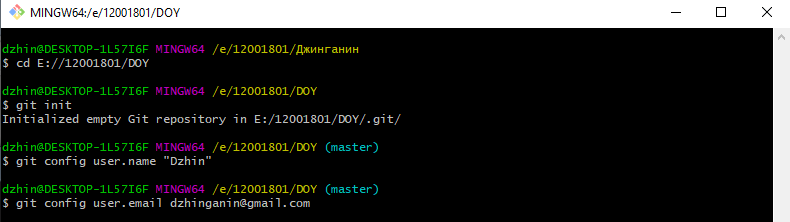 MINGW64:/e/12001801/DOY
dzhin@DESKTOP-1L57I6F MINGW64 /e/12001801/Джинганин
$ cd E://12001801/DOY
dzhin@DESKTOP-1L57I6F MINGW64 /e/12001801/DOY
$ git init
Initialized empty Git repository in E:/12001801/DOY/.git/
dzhin@DESKTOP-1L57I6F MINGW64 /e/12001801/DOY (master)
$ git config user.name "Dzhin"
dzhin@DESKTOP-1L57I6F MINGW64 /e/12001801/DOY (master)
$ git config user.email dzhinganin@gmail.com